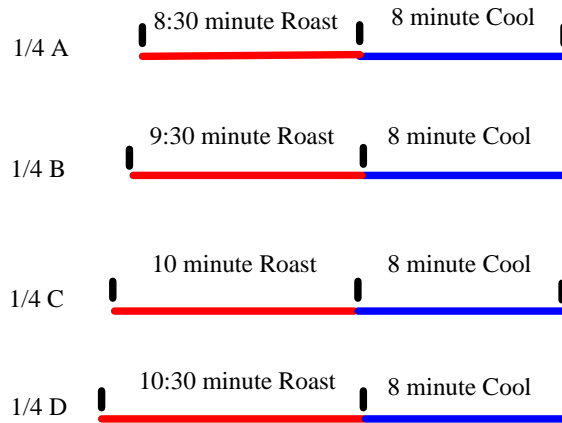 8:30 minute Roast 8 minute Cool
1/4 A
9:30 minute Roast 8 minute Cool
1/4 B
10 minute Roast 8 minute Cool
1/4 C
10:30 minute Roast 8 minute Cool
1/4 D